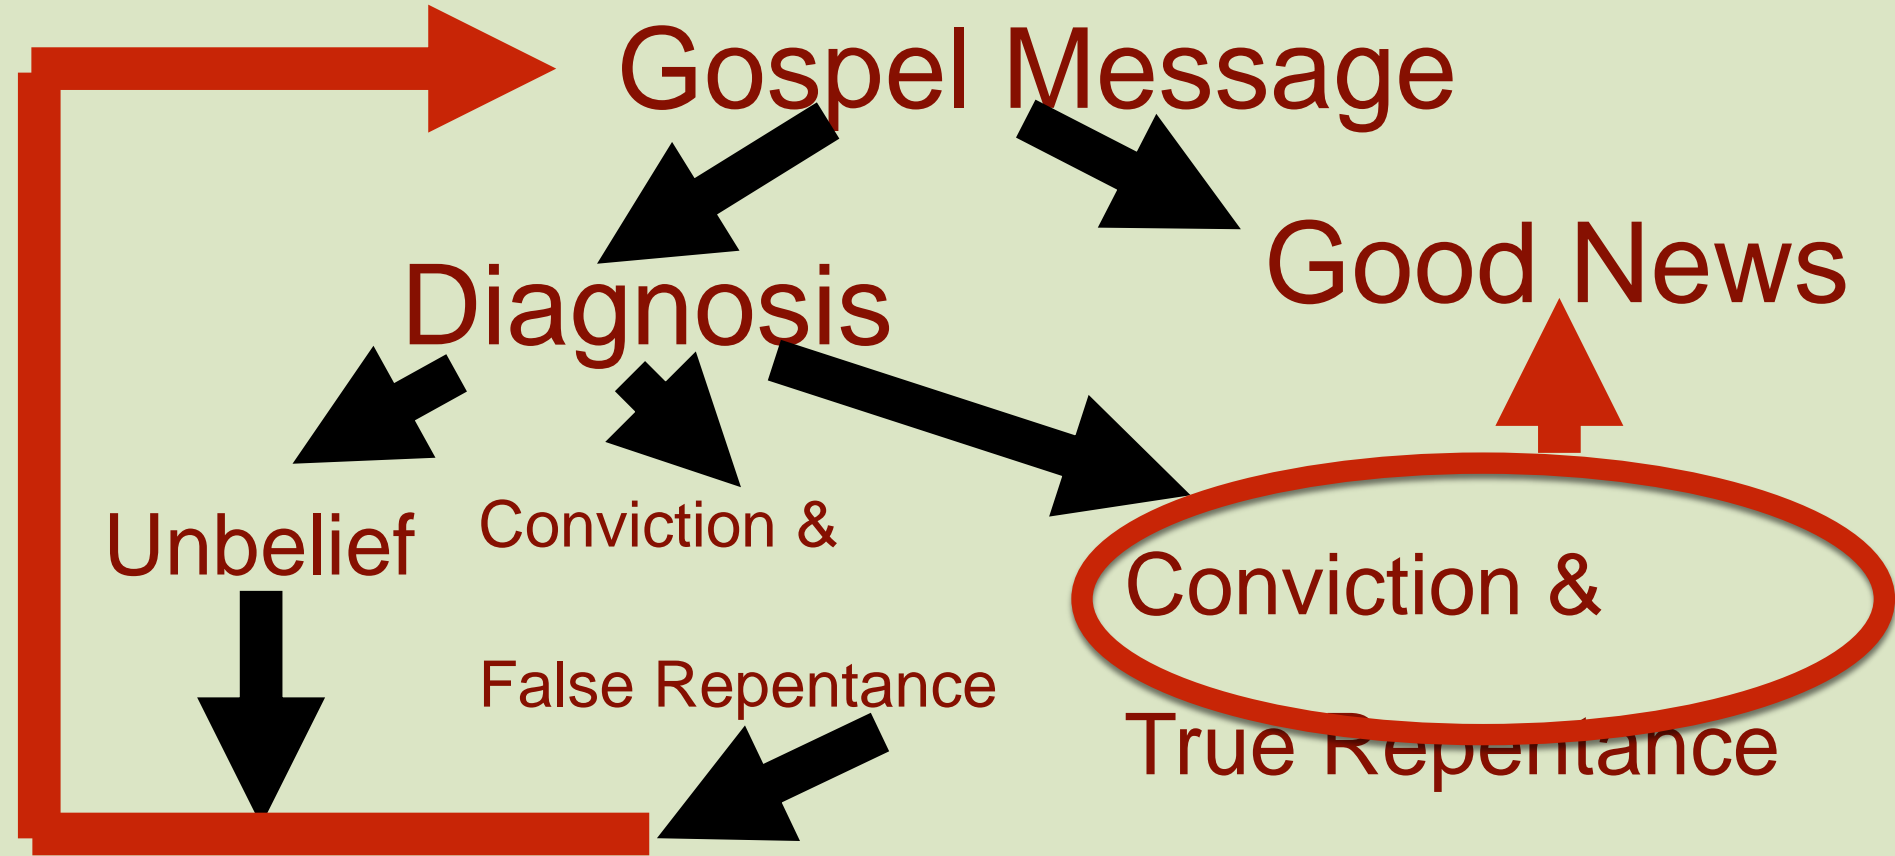 Gospel Message
Good News
Diagnosis
Unbelief
Conviction &
False Repentance
Conviction &
True Repentance